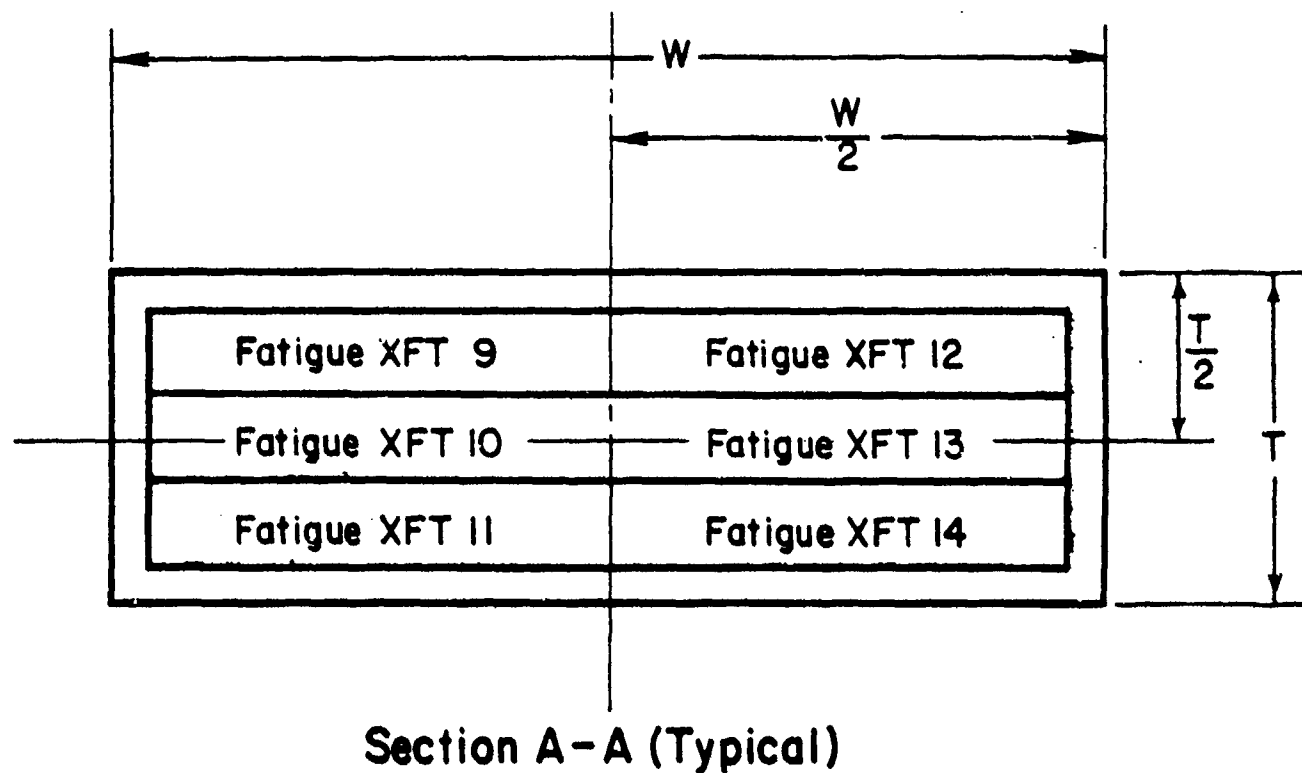 W
W
2
Fatigue XFT 9
Fatigue XFT 12
T
2
Fatigue XFT 10
Fatigue XFT 13
T
Fatigue XFT 11
Fatigue XFT 14
Section A-A (Typical)